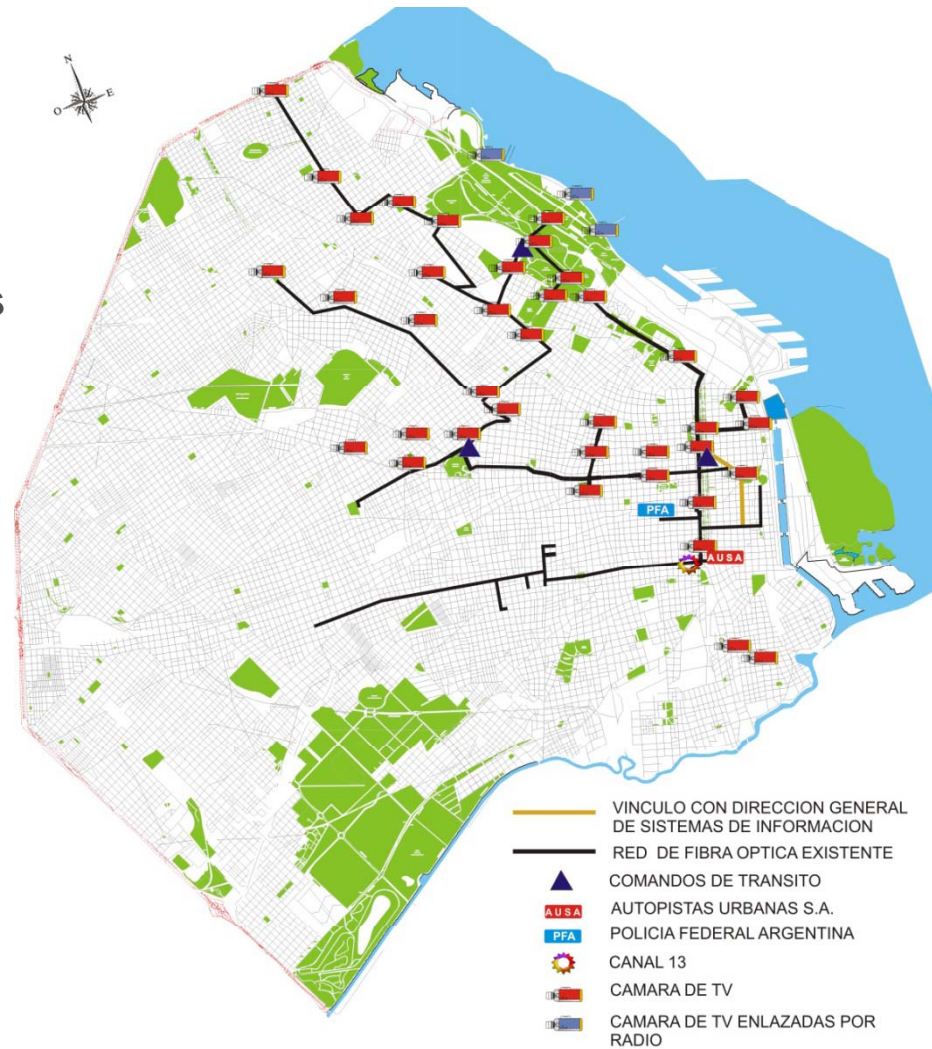 N
O
E
S
PFA
AUSA
VINCULO CON DIRECCION GENERAL
DE SISTEMAS DE INFORMACION
RED DE FIBRA OPTICA EXISTENTE
COMANDOS DE TRANSITO
AUSA AUTOPISTAS URBANAS S.A.
PFA POLICIA FEDERAL ARGENTINA
CANAL 13
CAMARA DE TV
CAMARA DE TV ENLAZADAS POR
RADIO